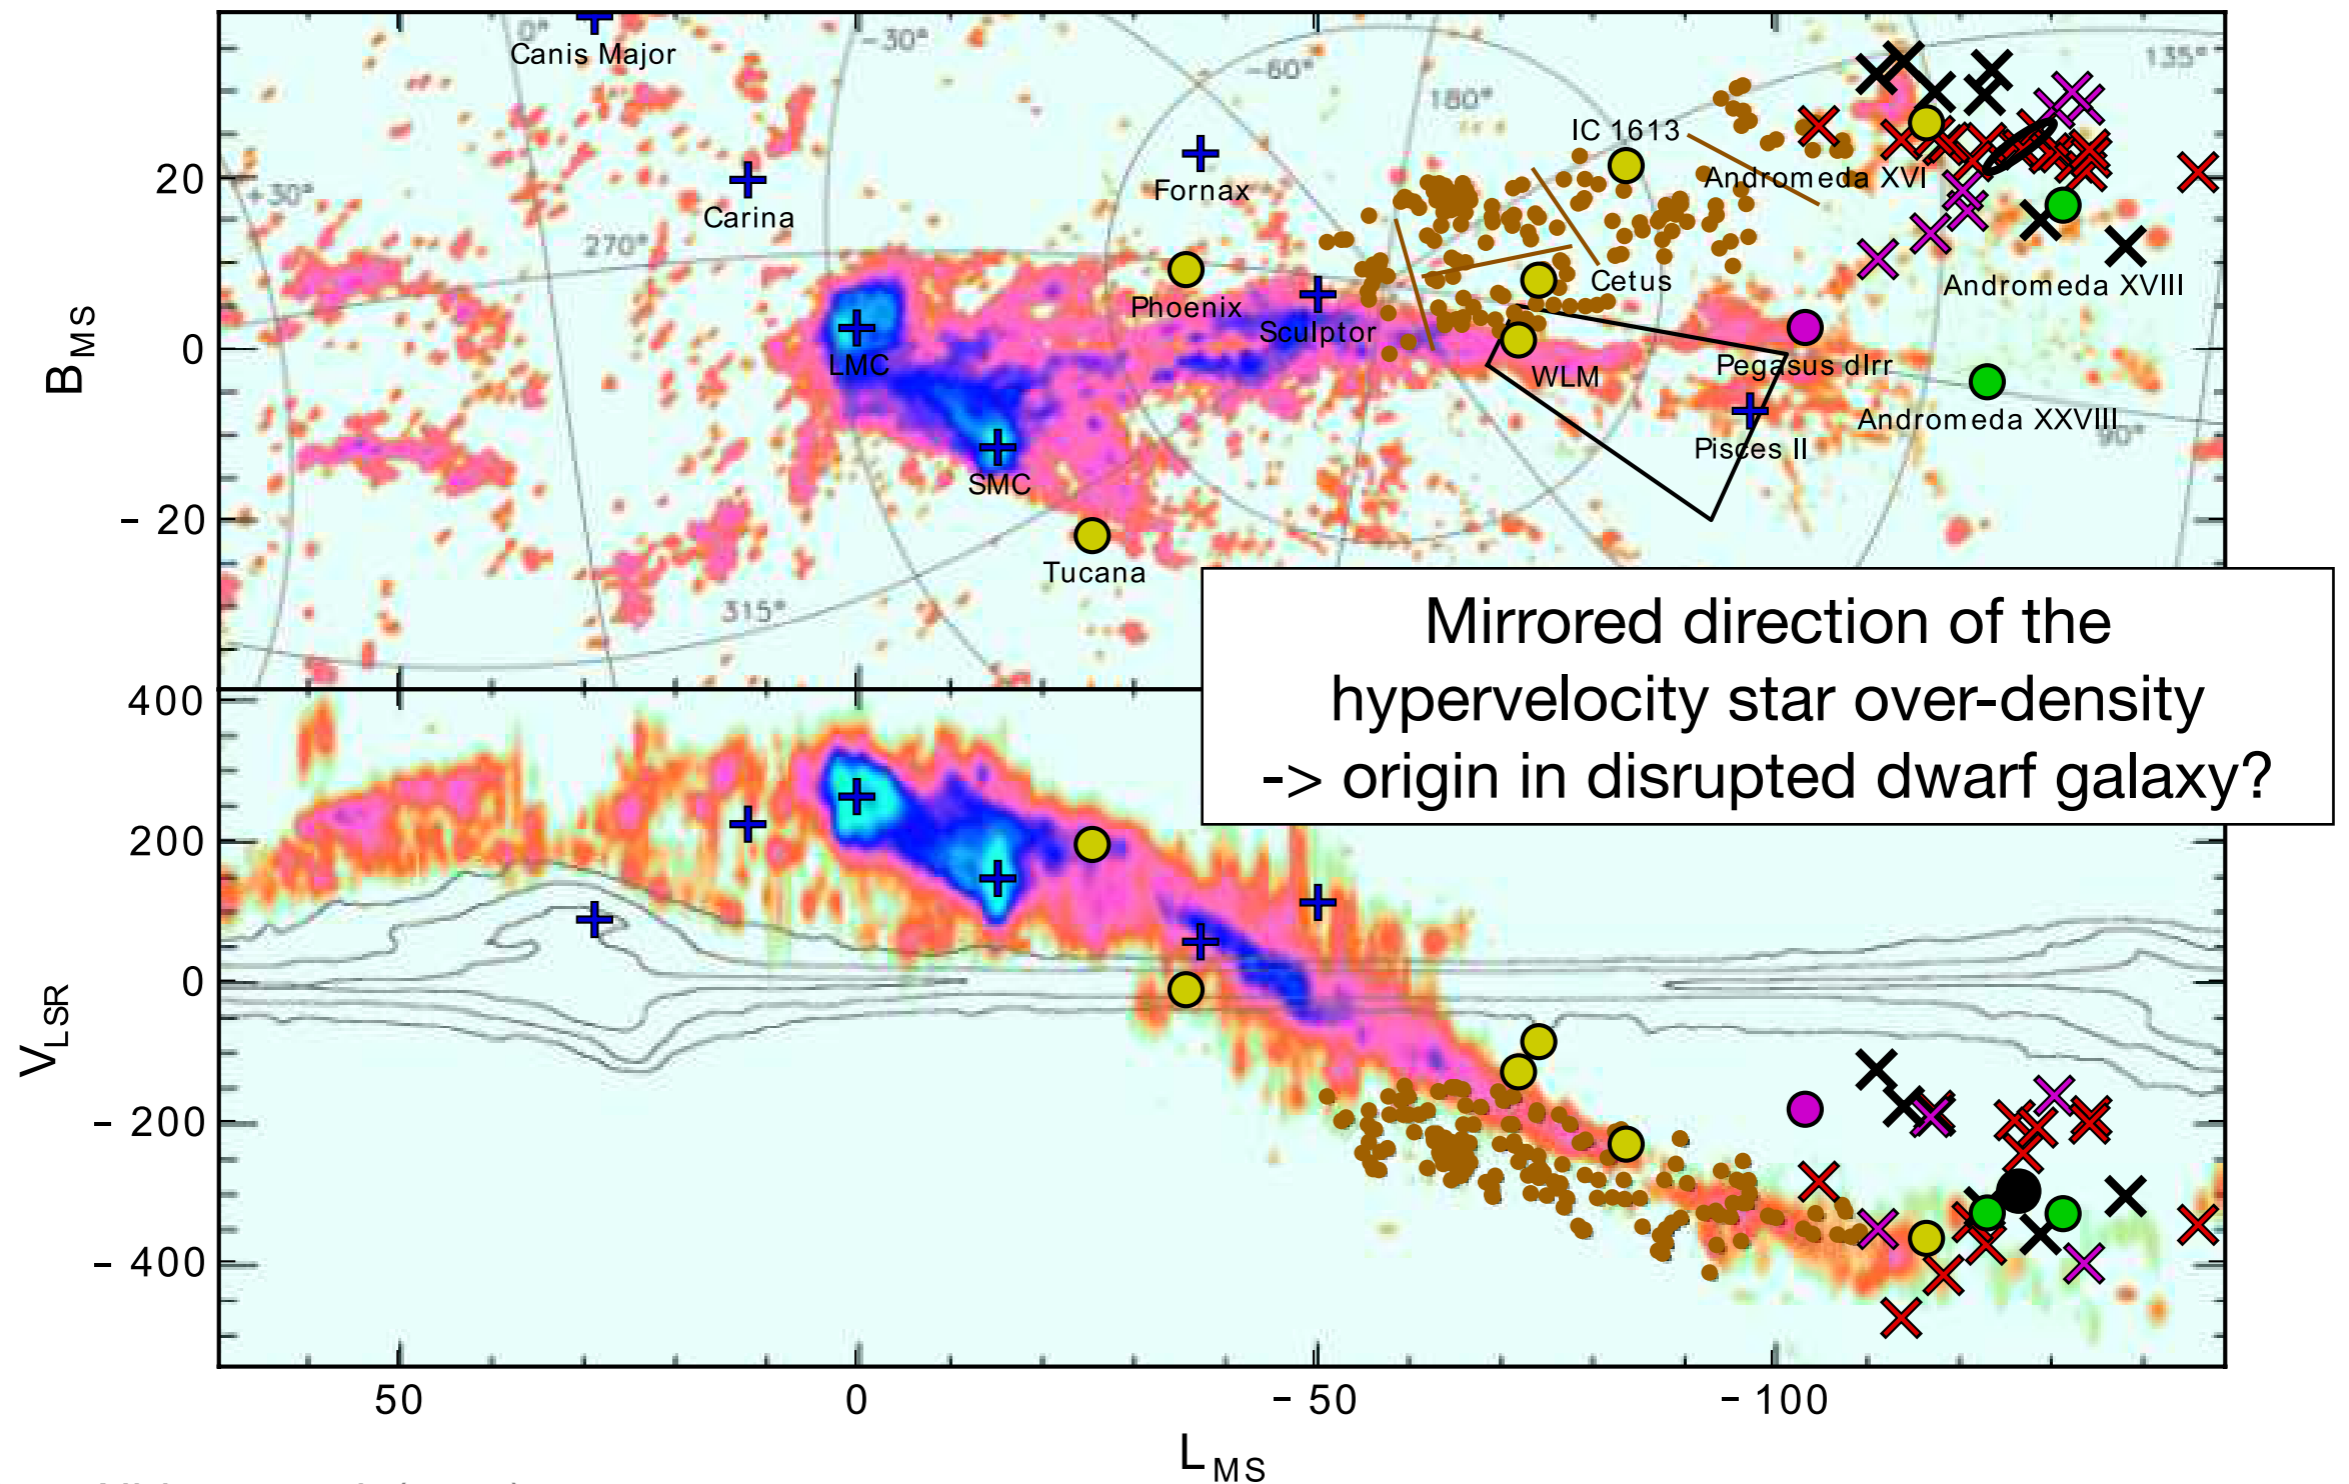 Canis Major
0°
-30°
-60°
180°
135°
IC 1613
+30°
20
Carina
Fornax
Andromeda XVI
270°
Phoenix
Sculptor
Cetus
Andromeda XVIII
B MS
0
LMC
WLM
Pegasus dIrr
Andromeda XXVIII
90°
SMC
Pisces II
- 20
Tucana
315°
Mirrored direction of the
hypervelocity star over-density
-> origin in disrupted dwarf galaxy?
400
200
0
V LSR
- 200
- 400
50
0
- 50
- 100
L MS